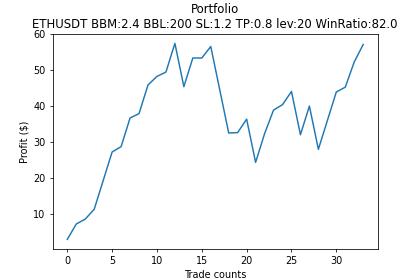 Portfolio
ETHUSDT BBM:2.4 BBL:200 SL:1.2 TP:0.8 lev:20 WinRatio:82.0
60
50
40
30
20
10
Profit ($)
0 5 10 15 20 25 30
Trade counts